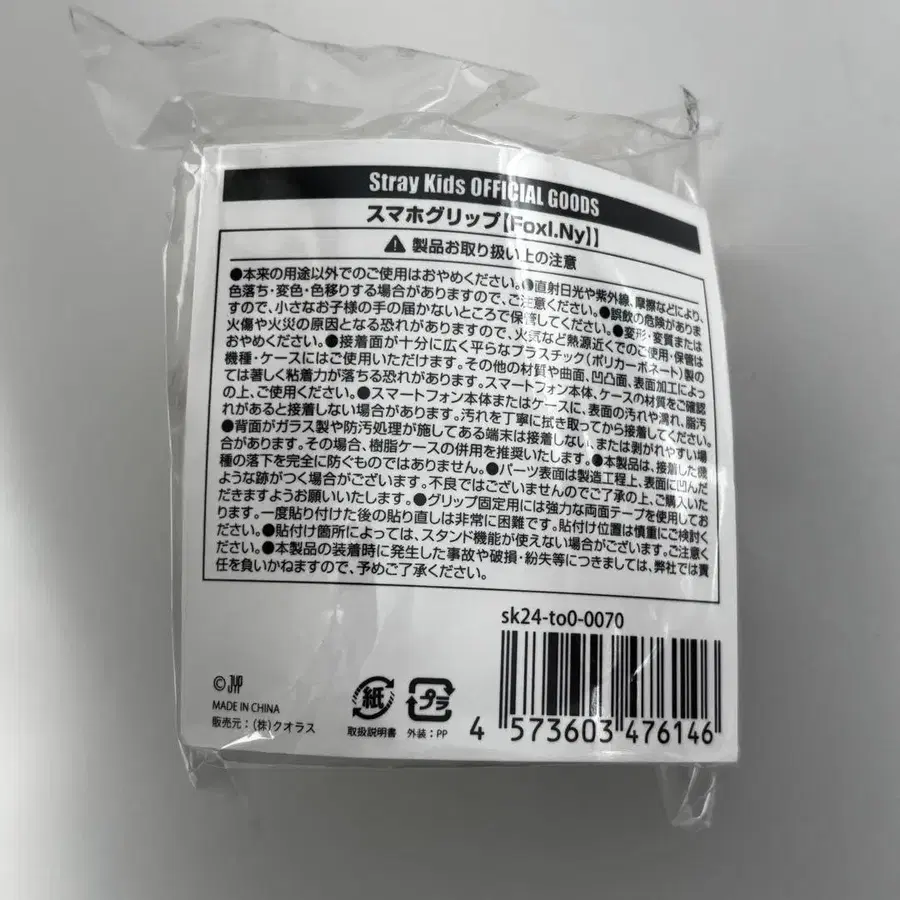 Stray Kids OFFICIAL GOODS
スマホグリップ【FoxI.Ny】】
製品お取り扱い上の注意
●本来の用途以外でのご使用はおやめください。●直射日光や紫外線、摩擦などにより、
色落ち・変色・色移りする場合がありますので、ご注意ください。●誤飲の危険がありま
すので、小さなお子様の手の届かないところで保管してください。●変形・変質または
火傷や火災の原因となる恐れがありますので、火気など熱源近くでのご使用・保管は
おやめください。●接着面が十分に広く平らなプラスチック(ポリカーボネート)製の
機種・ケースにはご使用いただけます。その他の材質や曲面、凹凸面、表面加工によっ
ては著しく粘着力が落ちる恐れがあります。スマートフォン本体、ケースの材質をご確認
の上、ご使用ください。●スマートフォン本体またはケースに、表面の汚れや濡れ、脂汚
れがあると接着しない場合があります。汚れを丁寧に拭き取ってから接着してください。
●背面がガラス製や防汚処理が施してある端末は接着しない、または剥がれやすい場
合があります。その場合、樹脂ケースの併用を推奨いたします。●本製品は、接着した機
種の落下を完全に防ぐものではありません。●パーツ表面は製造工程上、表面に凹んだ
ような跡がつく場合がございます。不良ではございませんのでご了承の上、ご購入いた
だきますようお願いいたします。●グリップ固定用には強力な両面テープを使用してお
ります。一度貼り付けた後の貼り直しは非常に困難です。貼付け位置は慎重にご検討く
ださい。●貼付け箇所によっては、スタンド機能が使えない場合がございます。ご注意く
ださい。●本製品の装着時に発生した事故や破損・紛失等につきましては、弊社では責
任を負いかねますので、予めご了承ください。
sk24-to0-0070
© JYP
MADE IN CHINA
販売元:(株)クオラス
紙
取扱説明書
プラ
外装:PP
4 573603 476146